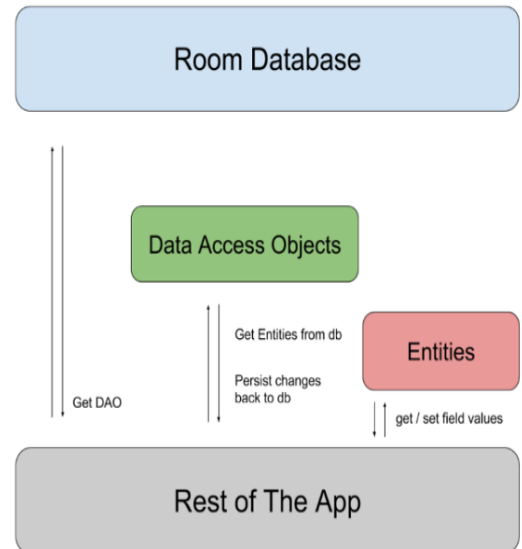 Room Database
Data Access Objects
Get Entities from db
Entities
Persist changes
back to db
Get DAO
get / set field values
Rest of The App